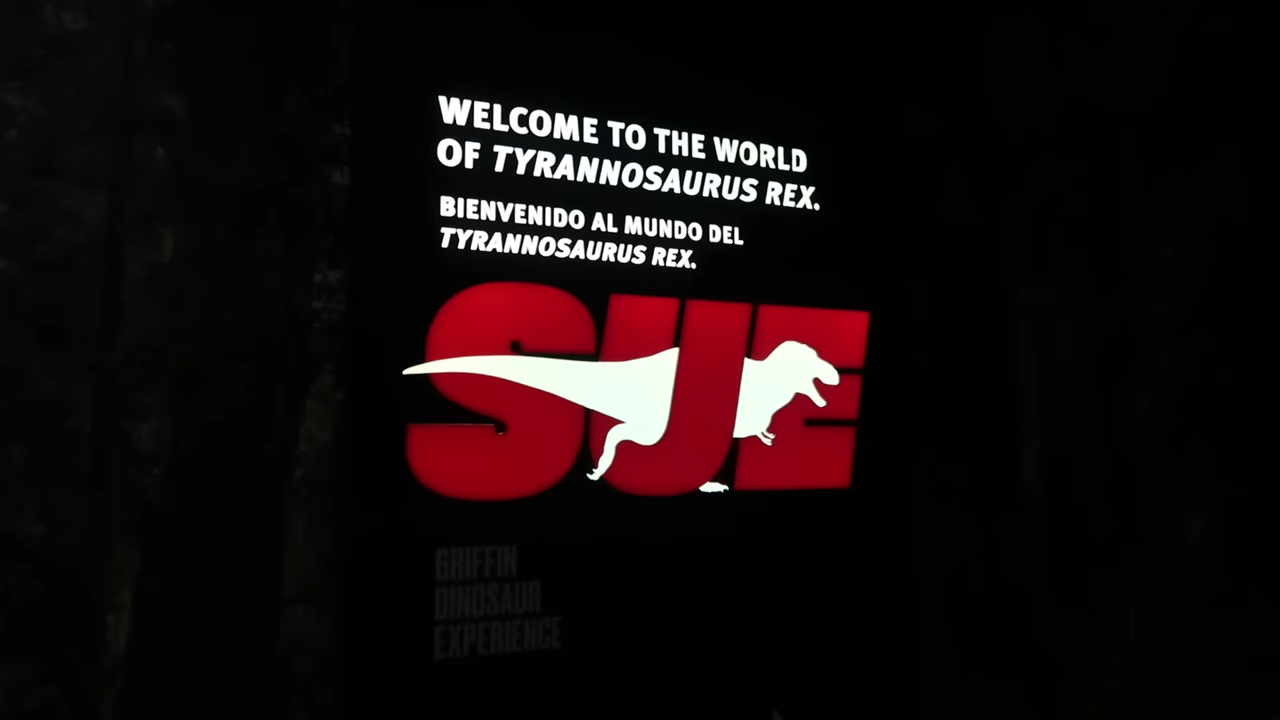 WELCOME TO THE WORLD
OF TYRANNOSAURUS REX.
BIENVENIDO AL MUNDO DEL
TYRANNOSAURUS REX.
SUE
GRIFFIN
DINOSAUR
EXPERIENCE